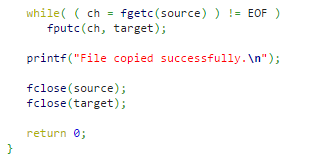 while( ( ch = fgetc(source) ) != EOF )
fputc(ch, target);
printf("File copied successfully.\n");
fclose(source);
fclose(target);
return 0;
}